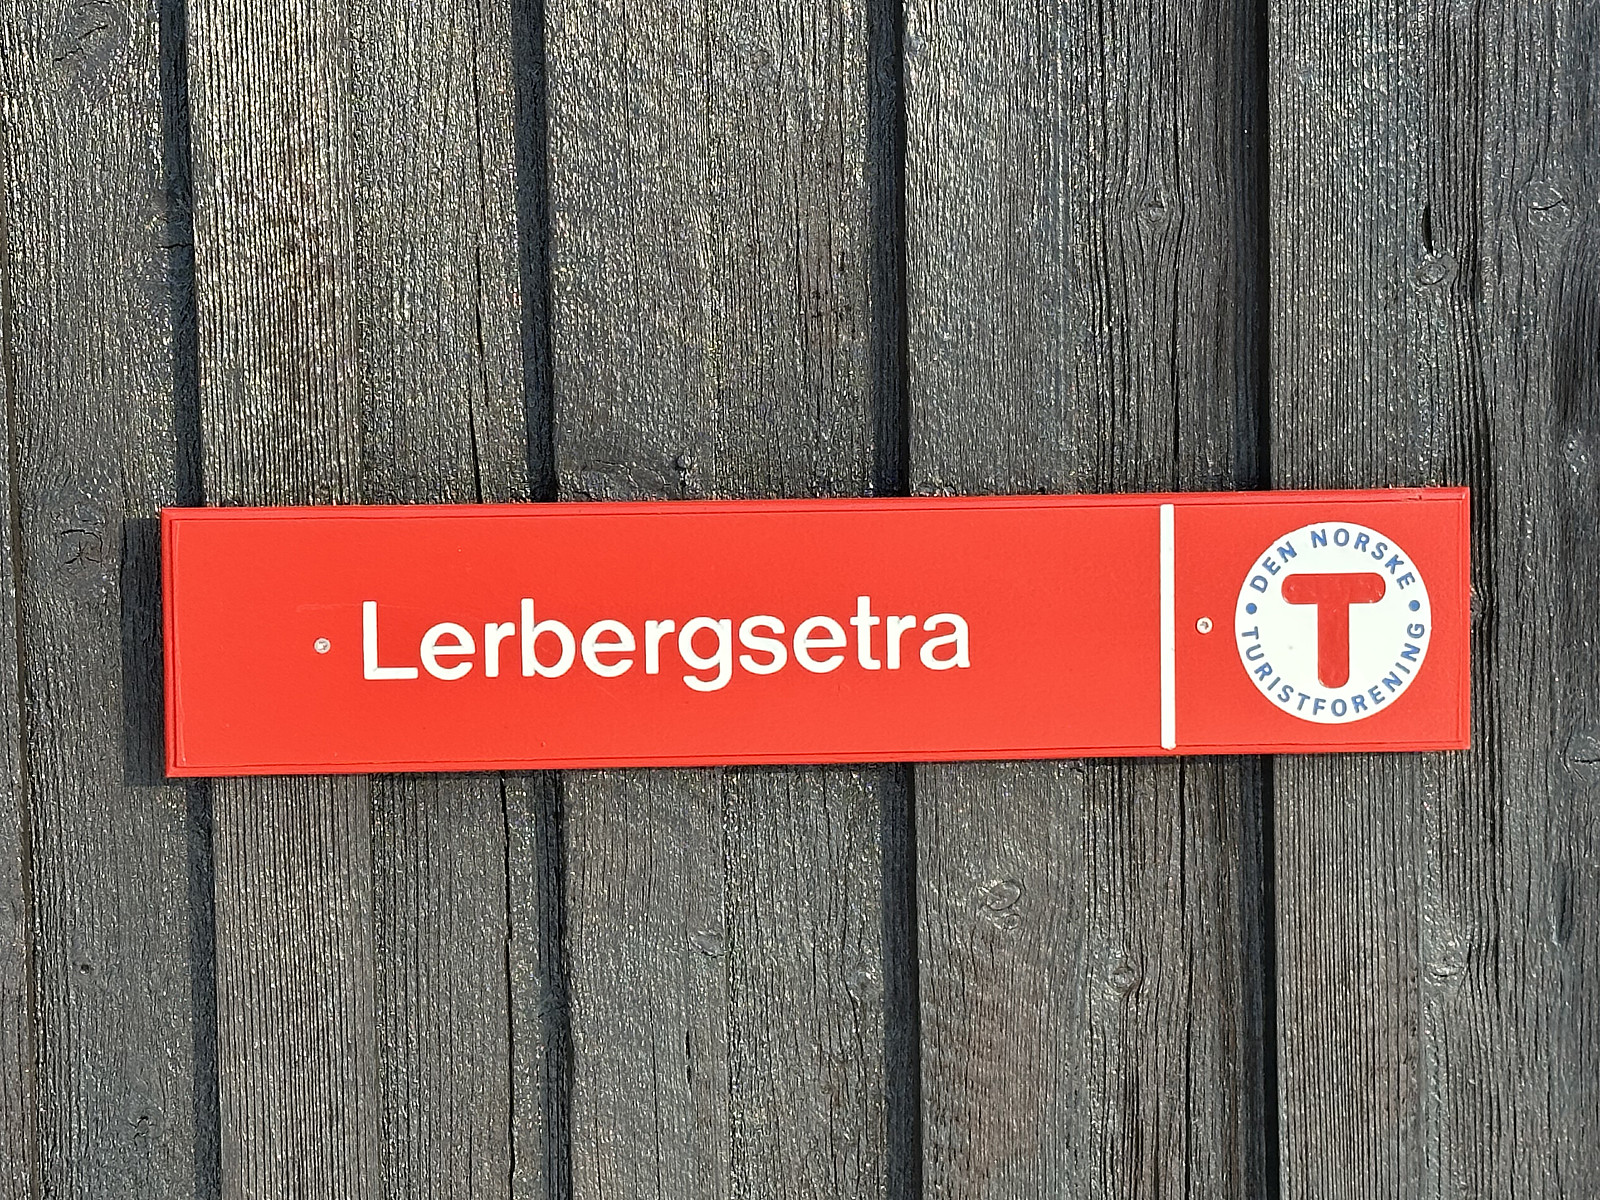 Lerbergsetra
DEN NORSKE
TURISTFORENING
T